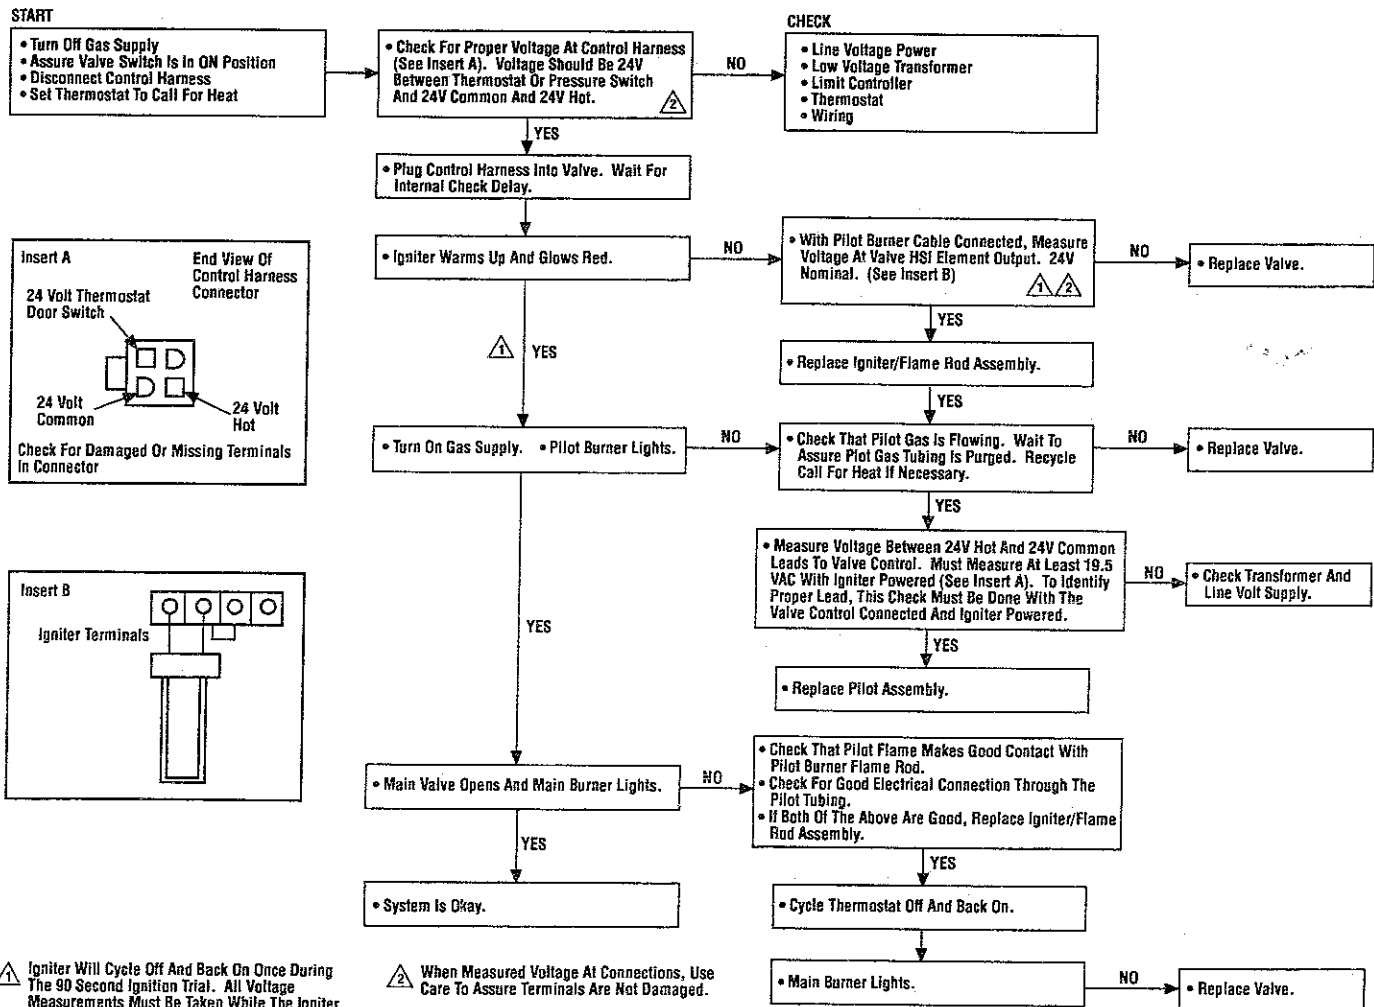 START
• Turn Off Gas Supply
• Assure Valve Switch Is In ON Position
• Disconnect Control Harness
• Set Thermostat To Call For Heat
• Check For Proper Voltage At Control Harness
(See Insert A). Voltage Should Be 24V
Between Thermostat Or Pressure Switch
And 24V Common And 24V Hot.
2
NO
CHECK
• Line Voltage Power
• Low Voltage Transformer
• Limit Controller
• Thermostat
• Wiring
YES
• Plug Control Harness Into Valve. Wait For
Internal Check Delay.
• Igniter Warms Up And Glows Red.
NO
• With Pilot Burner Cable Connected, Measure
Voltage At Valve HSI Element Output. 24V
Nominal. (See Insert B)
1 2
NO
• Replace Valve.
YES
• Replace Igniter/Flame Rod Assembly.
YES
1
YES
• Turn On Gas Supply. • Pilot Burner Lights.
NO
• Check That Pilot Gas Is Flowing. Wait To
Assure Plot Gas Tubing Is Purged. Recycle
Call For Heat If Necessary.
NO
• Replace Valve.
YES
• Measure Voltage Between 24V Hot And 24V Common
Leads To Valve Control. Must Measure At Least 19.5
VAC With Igniter Powered (See Insert A). To Identify
Proper Lead, This Check Must Be Done With The
Valve Control Connected And Igniter Powered.
NO
• Check Transformer And
Line Volt Supply.
YES
• Replace Pilot Assembly.
YES
• Main Valve Opens And Main Burner Lights.
NO
• Check That Pilot Flame Makes Good Contact With
Pilot Burner Flame Rod.
• Check For Good Electrical Connection Through The
Pilot Tubing.
• If Both Of The Above Are Good, Replace Igniter/Flame
Rod Assembly.
YES
• System Is Okay.
YES
• Cycle Thermostat Off And Back On.
• Main Burner Lights.
NO
• Replace Valve.
Insert A
End View Of
Control Harness
Connector
24 Volt Thermostat
Door Switch
24 Volt
Common
24 Volt
Hot
Check For Damaged Or Missing Terminals
In Connector
Insert B
Igniter Terminals
1 Igniter Will Cycle Off And Back On Once During
The 90 Second Ignition Trial. All Voltage
Measurements Must Be Taken While The Igniter
2 When Measured Voltage At Connections, Use
Care To Assure Terminals Are Not Damaged.